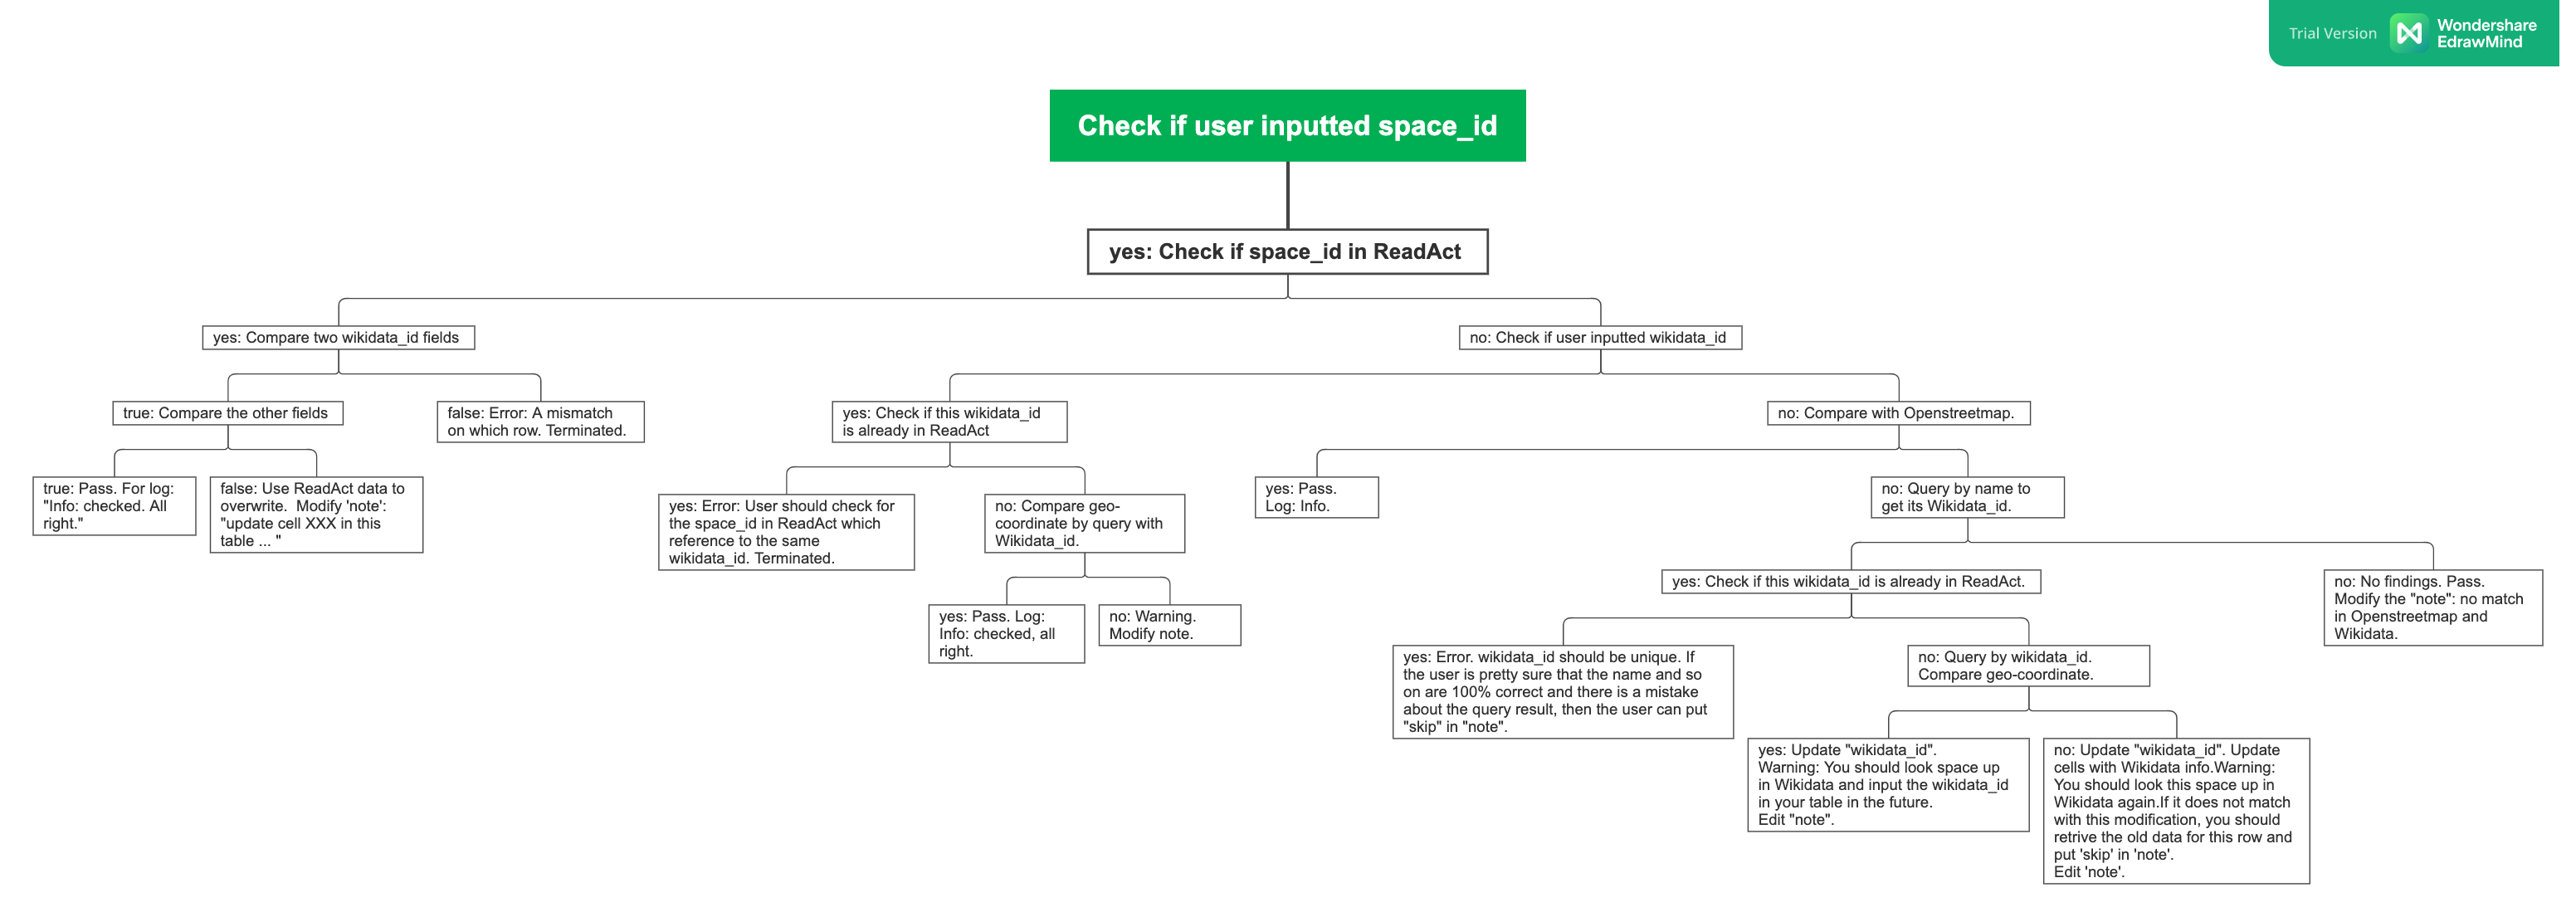 Trial Version
Wondershare
EdrawMind
Check if user inputted space_id
yes: Check if space_id in ReadAct
yes: Compare two wikidata_id fields
no: Check if user inputted wikidata_id
true: Compare the other fields
false: Error: A mismatch
on which row. Terminated.
yes: Check if this wikidata_id
is already in ReadAct
no: Compare with Openstreetmap.
true: Pass. For log:
"Info: checked. All
right."
false: Use ReadAct data to
overwrite.  Modify 'note':
"update cell XXX in this
table ... "
yes: Error: User should check for
the space_id in ReadAct which
reference to the same
wikidata_id. Terminated.
no: Compare geo-
coordinate by query with
Wikidata_id.
yes: Pass.
Log: Info.
no: Query by name to
get its Wikidata_id.
yes: Pass. Log:
Info: checked, all
right.
no: Warning.
Modify note.
yes: Check if this wikidata_id is already in ReadAct.
no: No findings. Pass.
Modify the "note": no match
in Openstreetmap and
Wikidata.
yes: Error. wikidata_id should be unique. If
the user is pretty sure that the name and so
on are 100% correct and there is a mistake
about the query result, then the user can put
"skip" in "note".
no: Query by wikidata_id.
Compare geo-coordinate.
yes: Update "wikidata_id".
Warning: You should look space up
in Wikidata and input the wikidata_id
in your table in the future.
Edit "note".
no: Update "wikidata_id". Update
cells with Wikidata info.Warning:
You should look this space up in
Wikidata again.If it does not match
with this modification, you should
retrive the old data for this row and
put 'skip' in 'note'.
Edit 'note'.